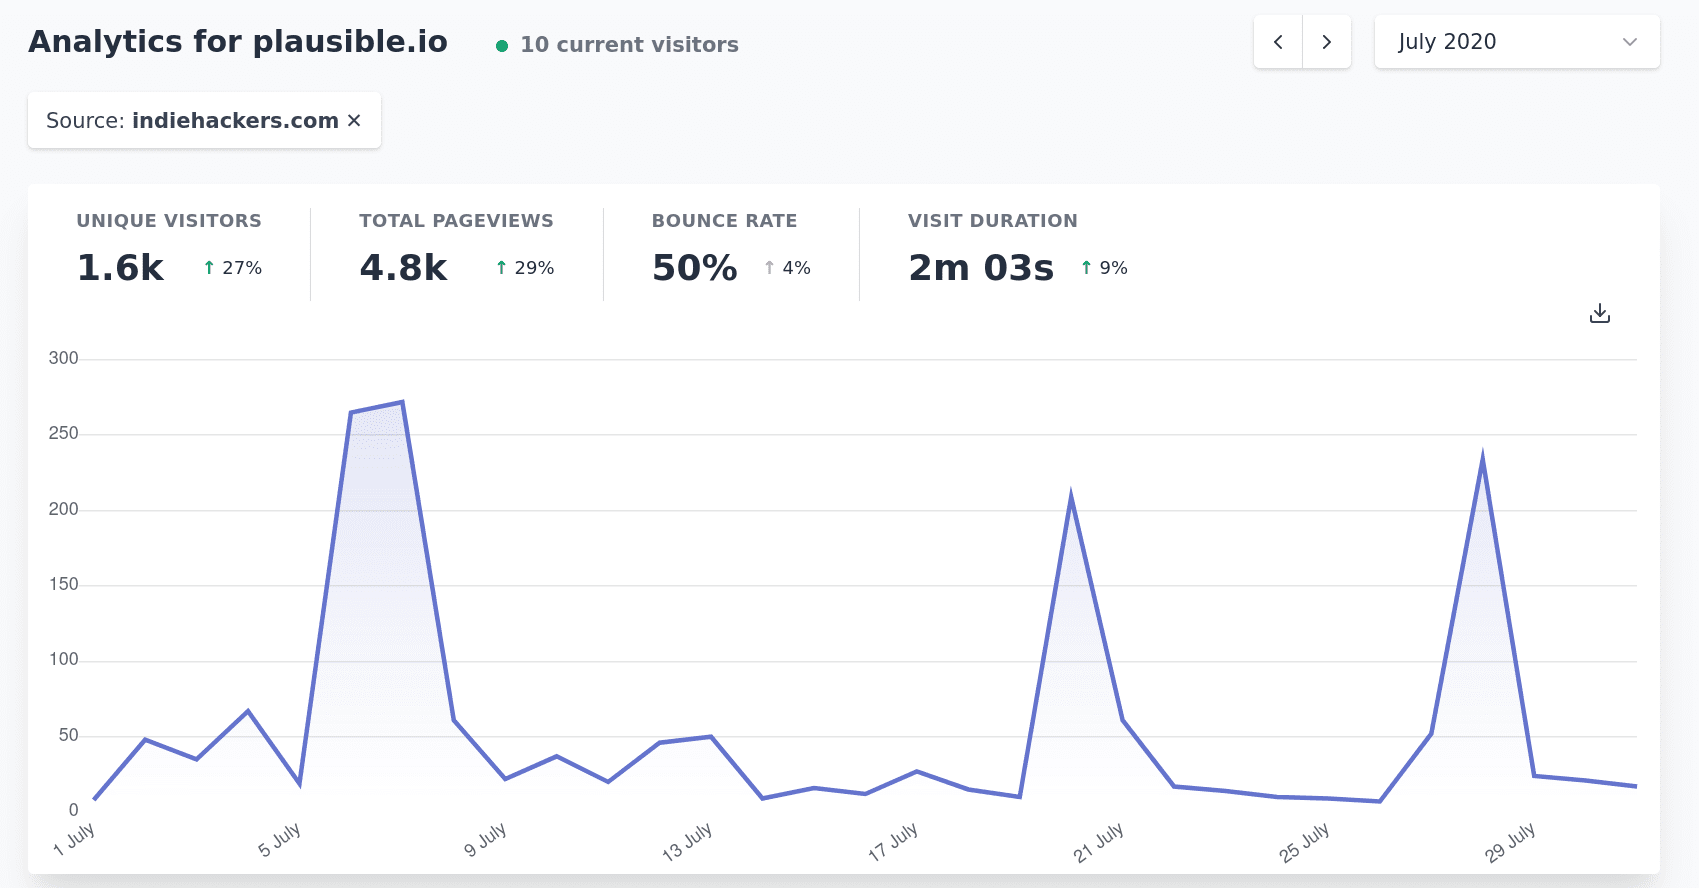 Analytics for plausible.io
10 current visitors
July 2020
Source: indiehackers.com ×
UNIQUE VISITORS
1.6k ↑ 27%
TOTAL PAGEVIEWS
4.8k ↑ 29%
BOUNCE RATE
50% ↑ 4%
VISIT DURATION
2m 03s ↑ 9%
300
250
200
150
100
50
0
1 July
5 July
9 July
13 July
17 July
21 July
25 July
29 July